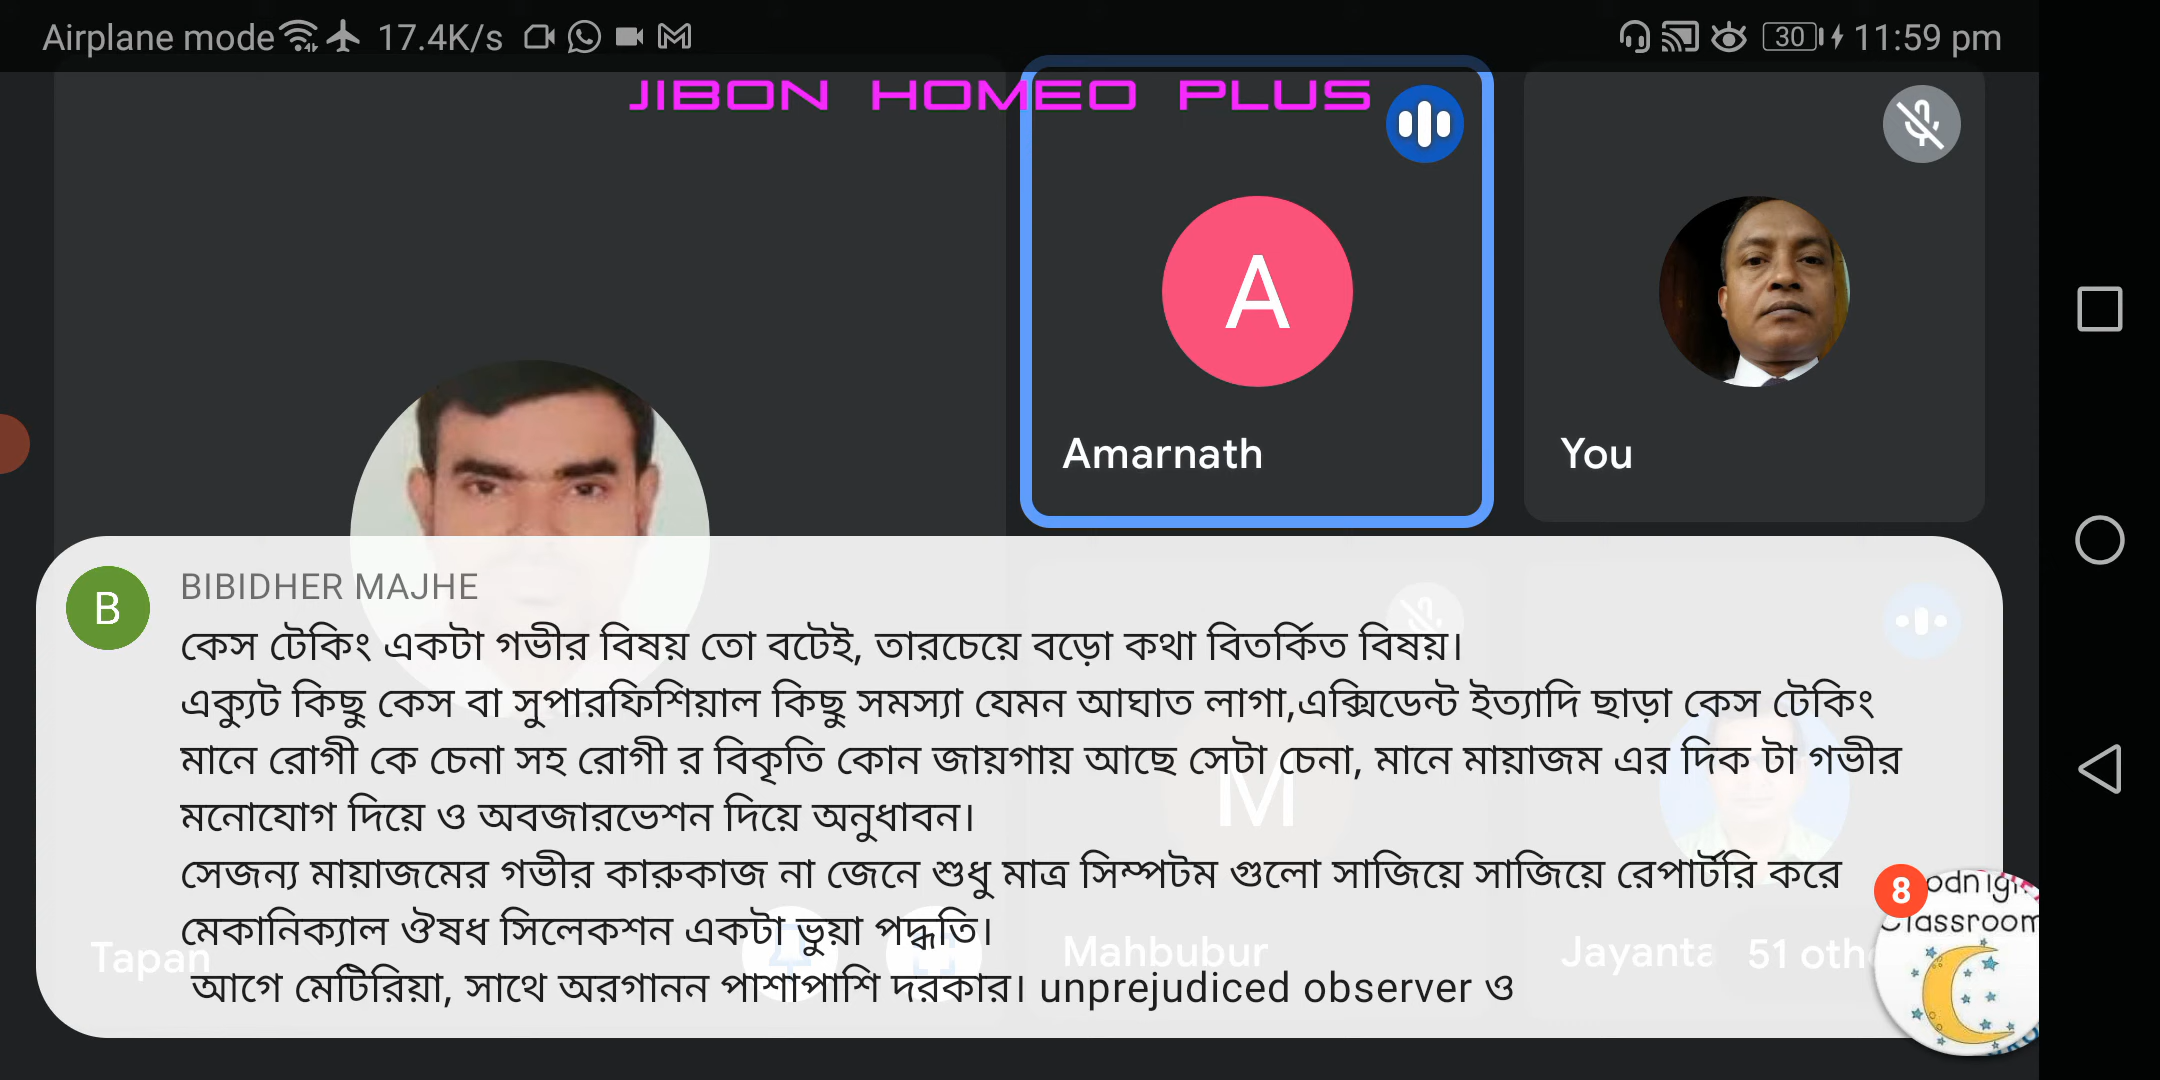 Airplane mode 17.4K/s 30 11:59 pm
JIBON HOMEO PLUS
A
Amarnath
You
B
BIBIDHER MAJHE
কেস টেকিং একটা গভীর বিষয় তো বটেই, তারচেয়ে বড়ো কথা বিতর্কিত বিষয়।
এক্যুট কিছু কেস বা সুপারফিশিয়াল কিছু সমস্যা যেমন আঘাত লাগা,এক্সিডেন্ট ইত্যাদি ছাড়া কেস টেকিং
মানে রোগী কে চেনা সহ রোগী র বিকৃতি কোন জায়গায় আছে সেটা চেনা, মানে মায়াজম এর দিক টা গভীর
মনোযোগ দিয়ে ও অবজারভেশন দিয়ে অনুধাবন।
সেজন্য মায়াজমের গভীর কারুকাজ না জেনে শুধু মাত্র সিম্পটম গুলো সাজিয়ে সাজিয়ে রেপার্টরি করে
মেকানিক্যাল ঔষধ সিলেকশন একটা ভুয়া পদ্ধতি।
আগে মেটিরিয়া, সাথে অরগানন পাশাপাশি দরকার। unprejudiced observer ও
M
Tapan
Mahbubur
Jayanta
51 oth
8